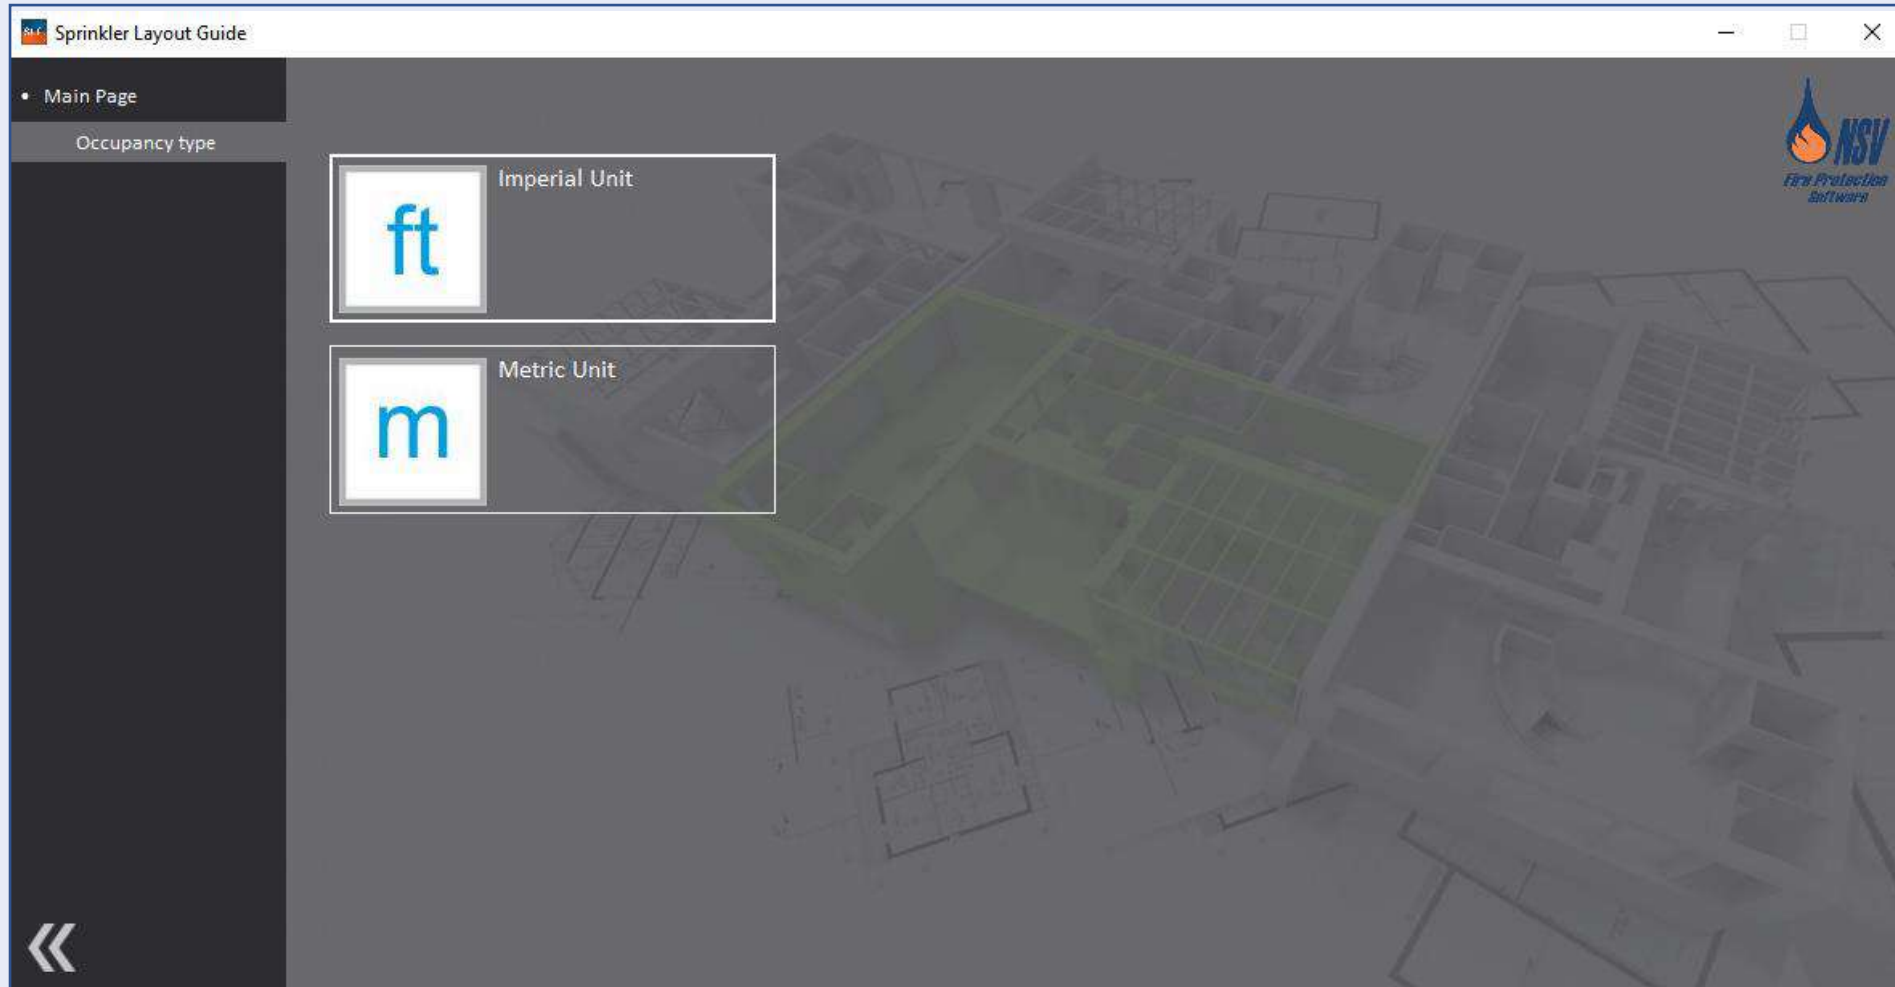 Sprinkler Layout Guide
• Main Page
Occupancy type
NSV
Fire Protection
Software
ft
Imperial Unit
m
Metric Unit